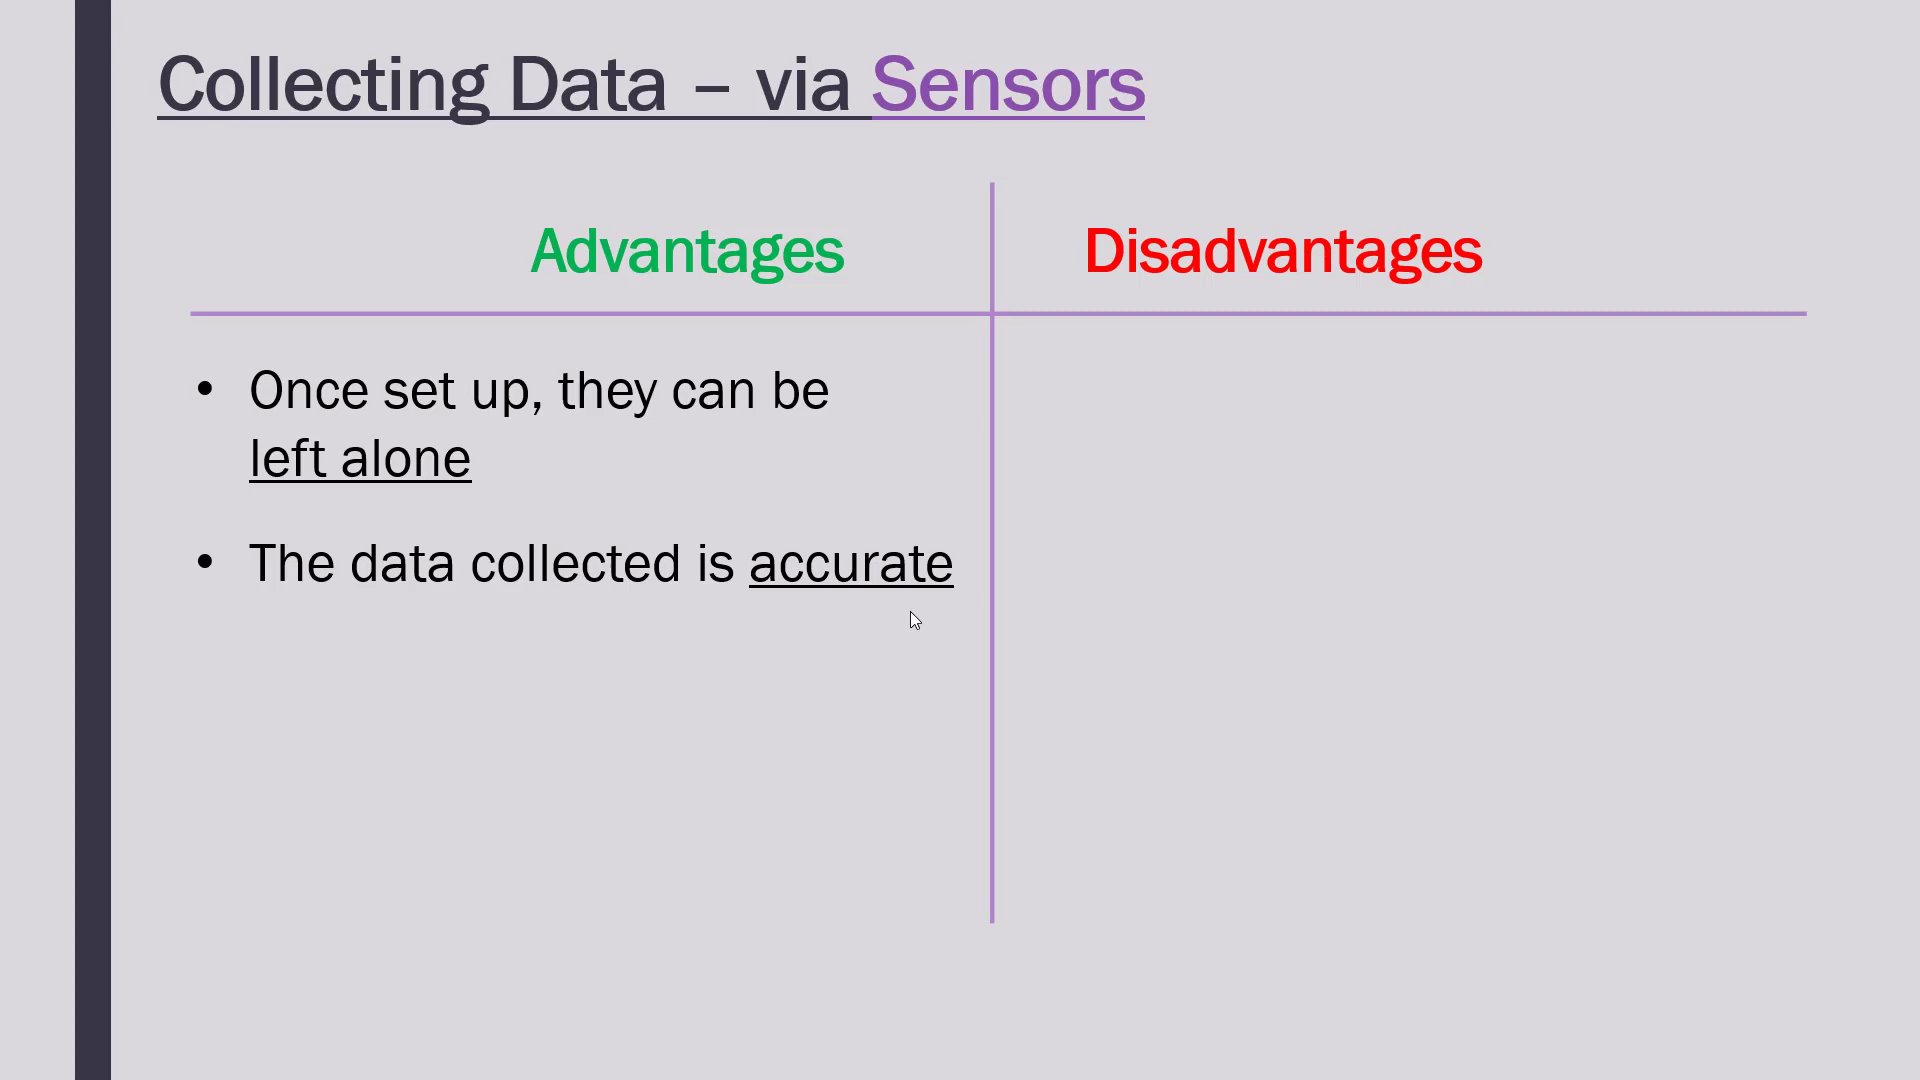 Collecting Data – via Sensors
Advantages
Disadvantages
• Once set up, they can be
left alone
• The data collected is accurate